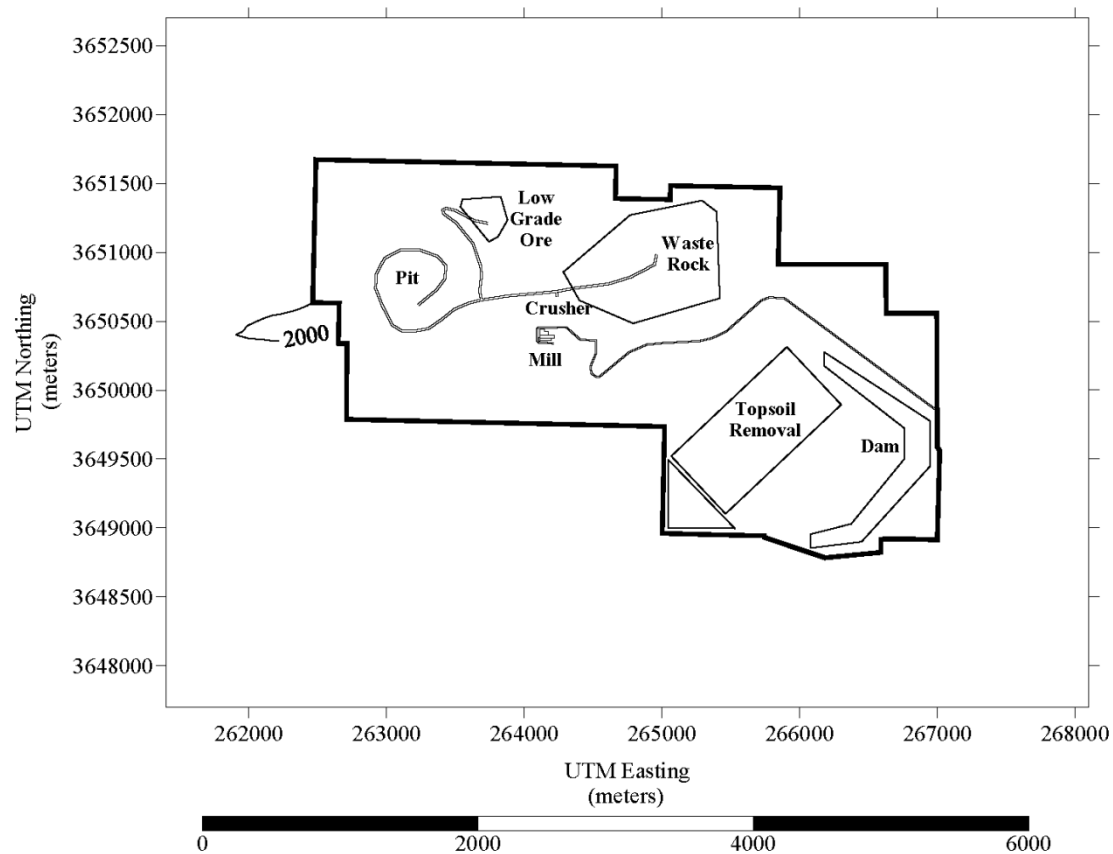 3652500
3652000
3651500
3651000
3650500
3650000
3649500
3649000
3648500
3648000
UTM Northing
(meters)
Low
Grade
Ore
Waste
Rock
Pit
Crusher
2000
Mill
Topsoil
Removal
Dam
262000
263000
264000
265000
266000
267000
268000
UTM Easting
(meters)
0
2000
4000
6000